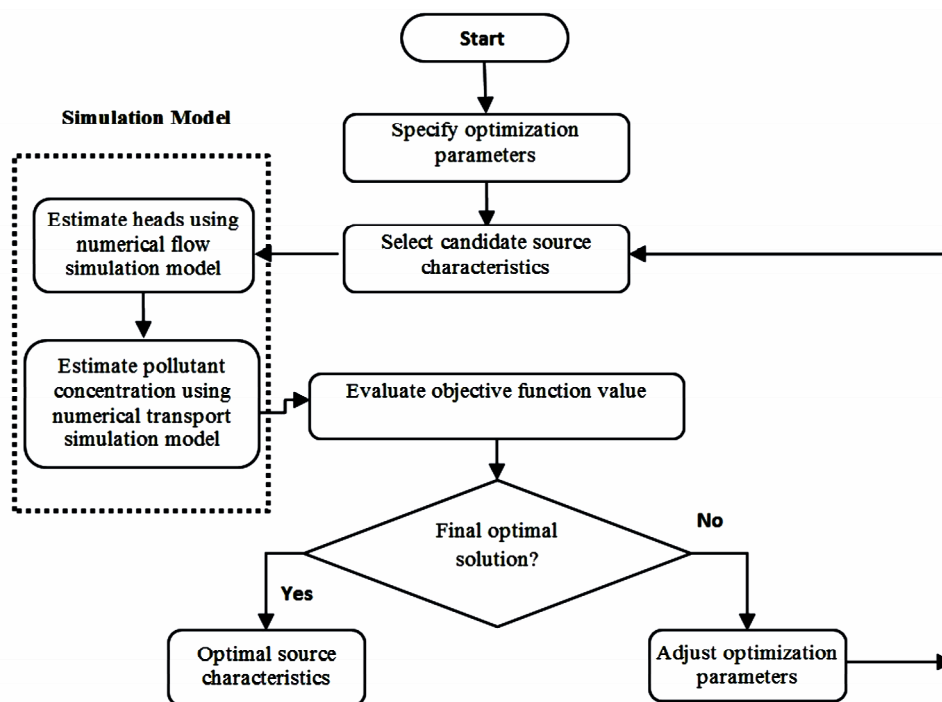 Start
Simulation Model
Specify optimization
parameters
Estimate heads using
numerical flow
simulation model
Select candidate source
characteristics
Estimate pollutant
concentration using
numerical transport
simulation model
Evaluate objective function value
Final optimal
solution?
No
Yes
Optimal source
characteristics
Adjust optimization
parameters